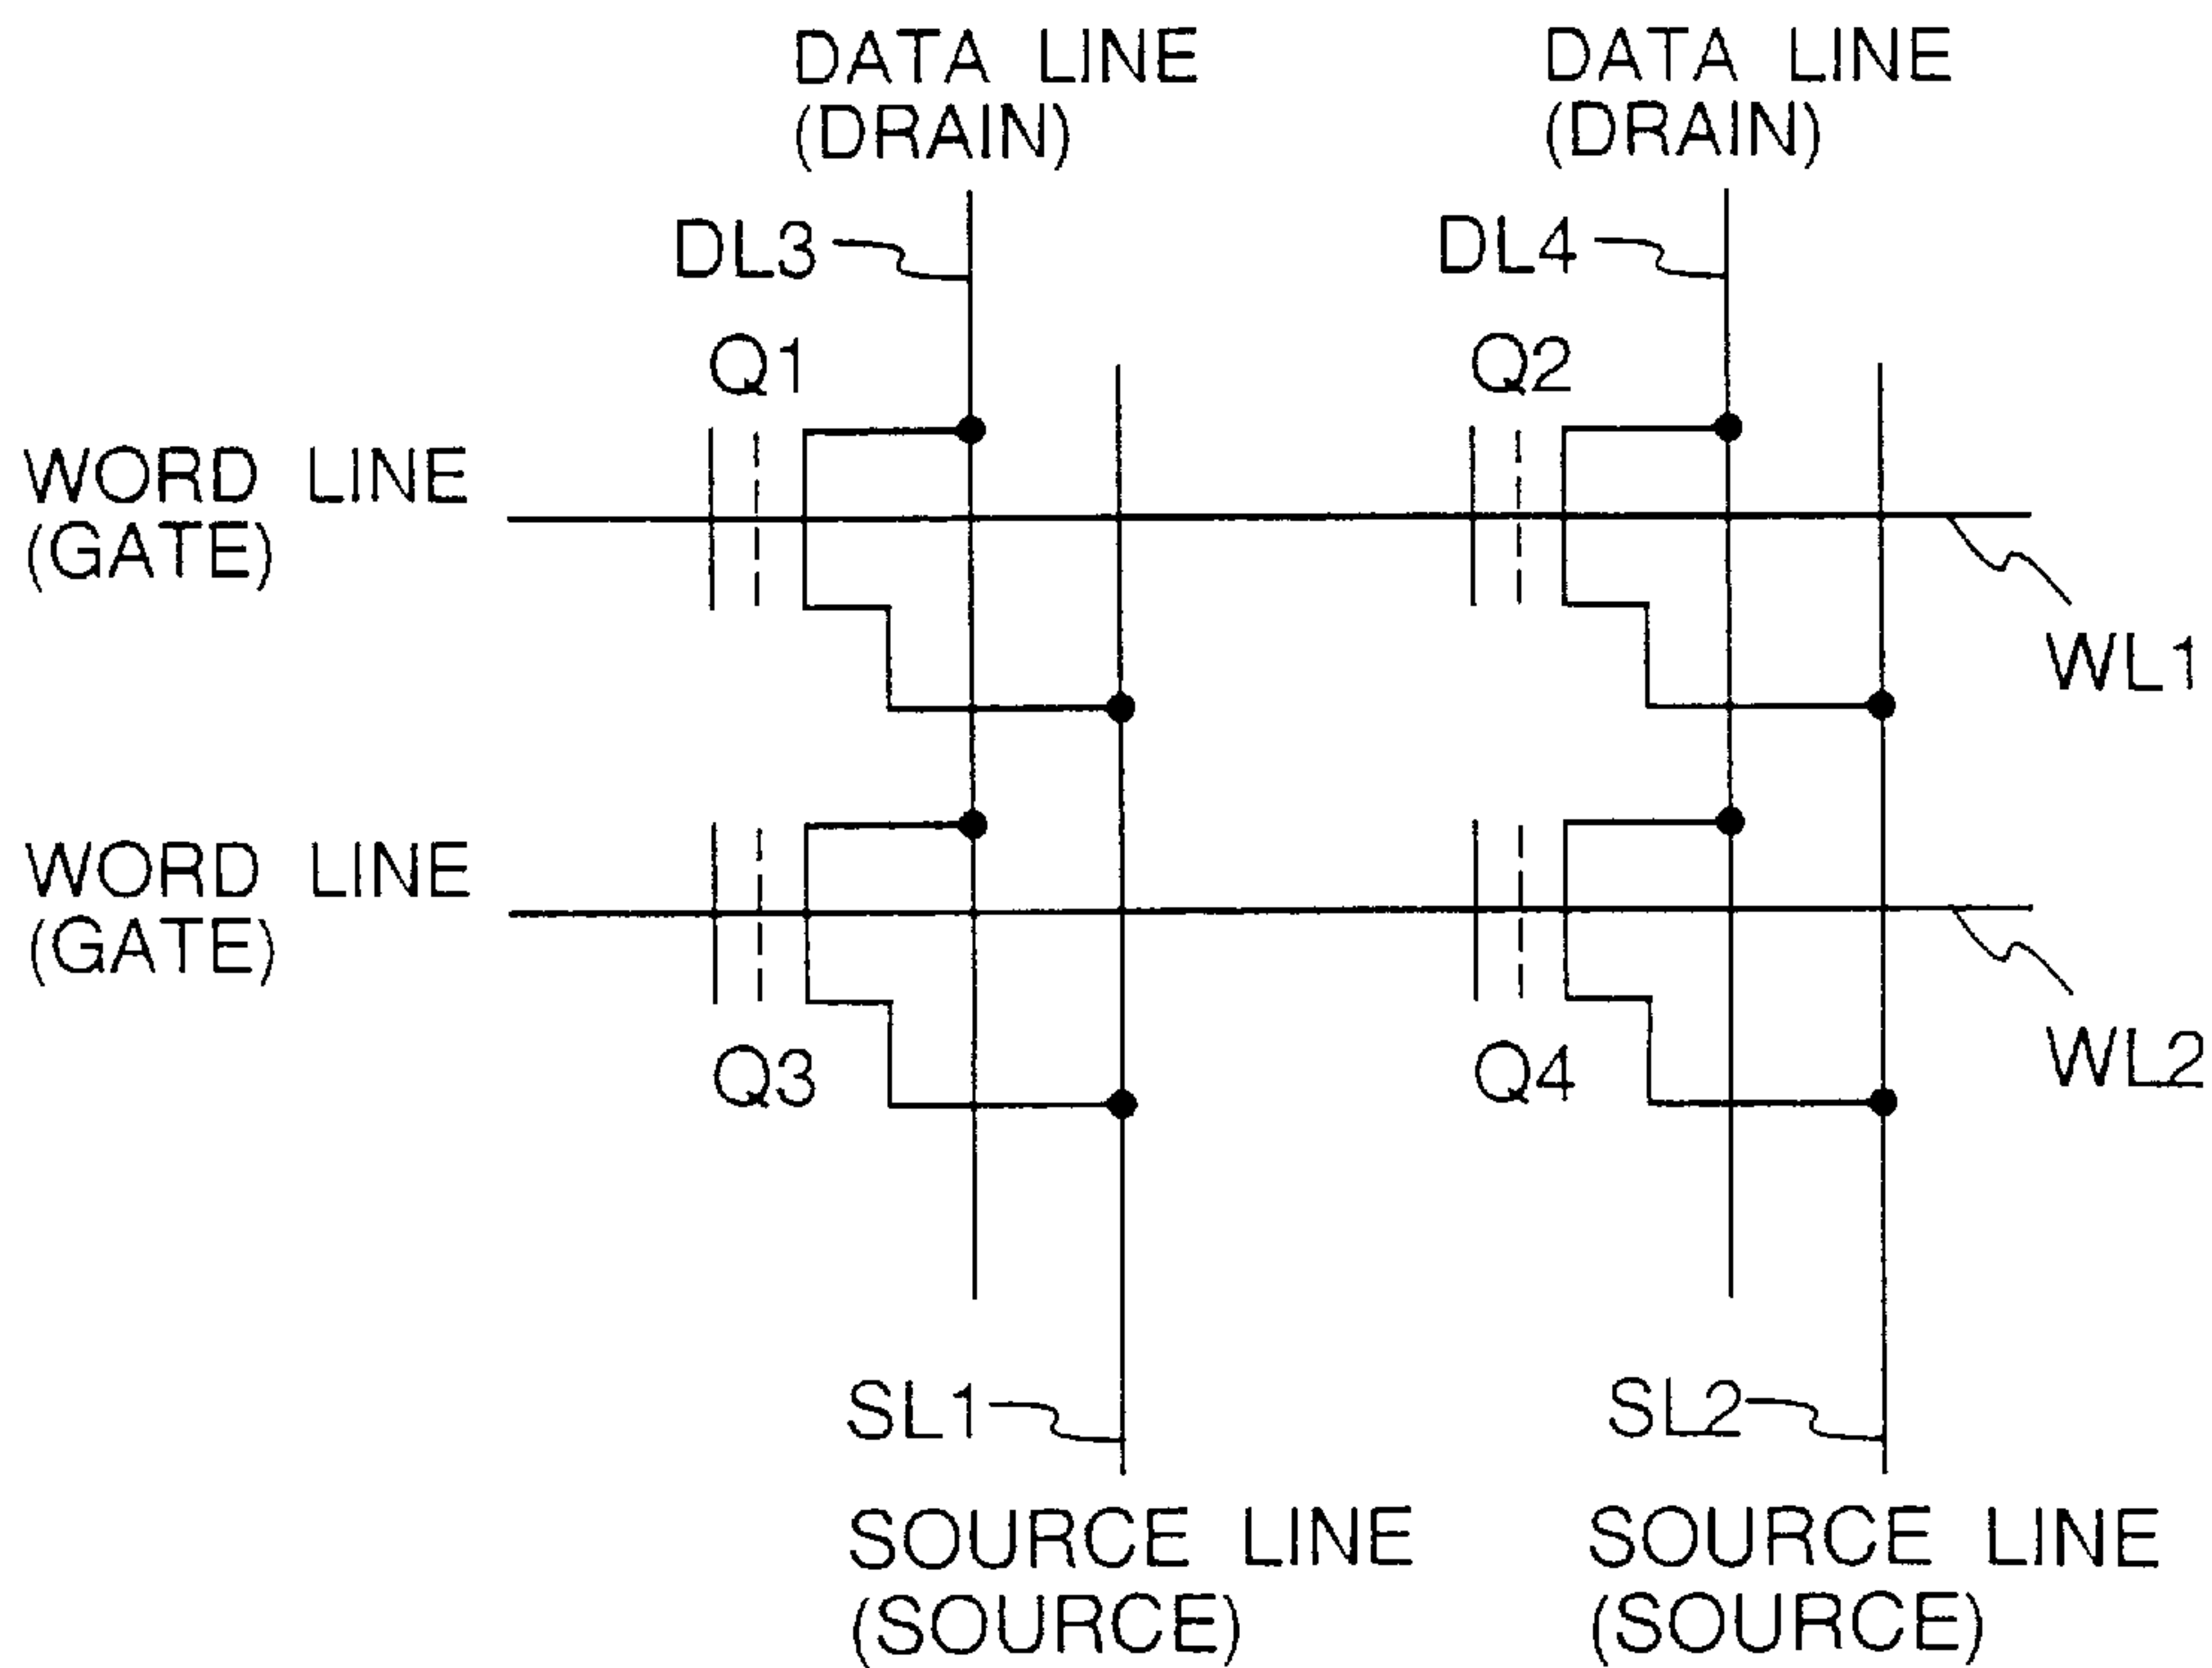 DATA LINE
(DRAIN)
DATA LINE
(DRAIN)
DL3
DL4
Q1
Q2
WORD LINE
(GATE)
WL1
WORD LINE
(GATE)
Q3
Q4
WL2
SL1
SL2
SOURCE LINE
(SOURCE)
SOURCE LINE
(SOURCE)